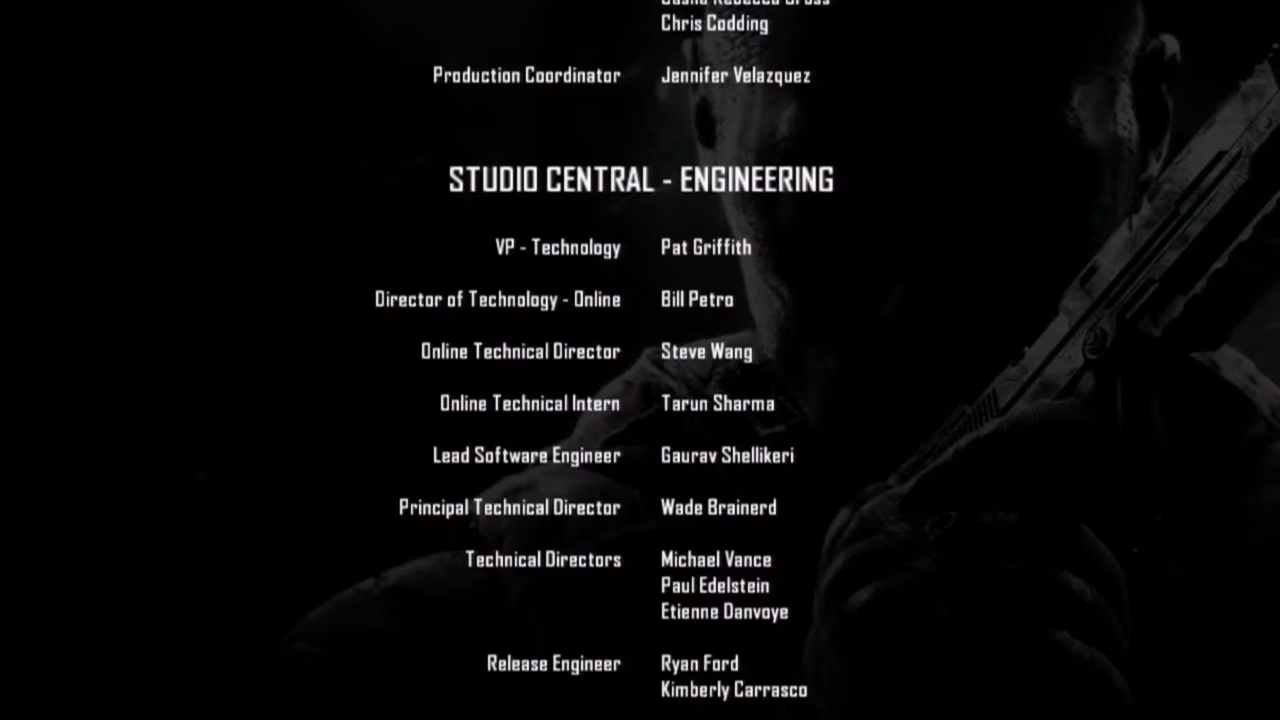 Chris Codding
Production Coordinator Jennifer Velazquez
STUDIO CENTRAL - ENGINEERING
VP - Technology Pat Griffith
Director of Technology - Online Bill Petro
Online Technical Director Steve Wang
Online Technical Intern Tarun Sharma
Lead Software Engineer Gaurav Shellikeri
Principal Technical Director Wade Brainerd
Technical Directors Michael Vance
Paul Edelstein
Etienne Danvoye
Release Engineer Ryan Ford
Kimberly Carrasco